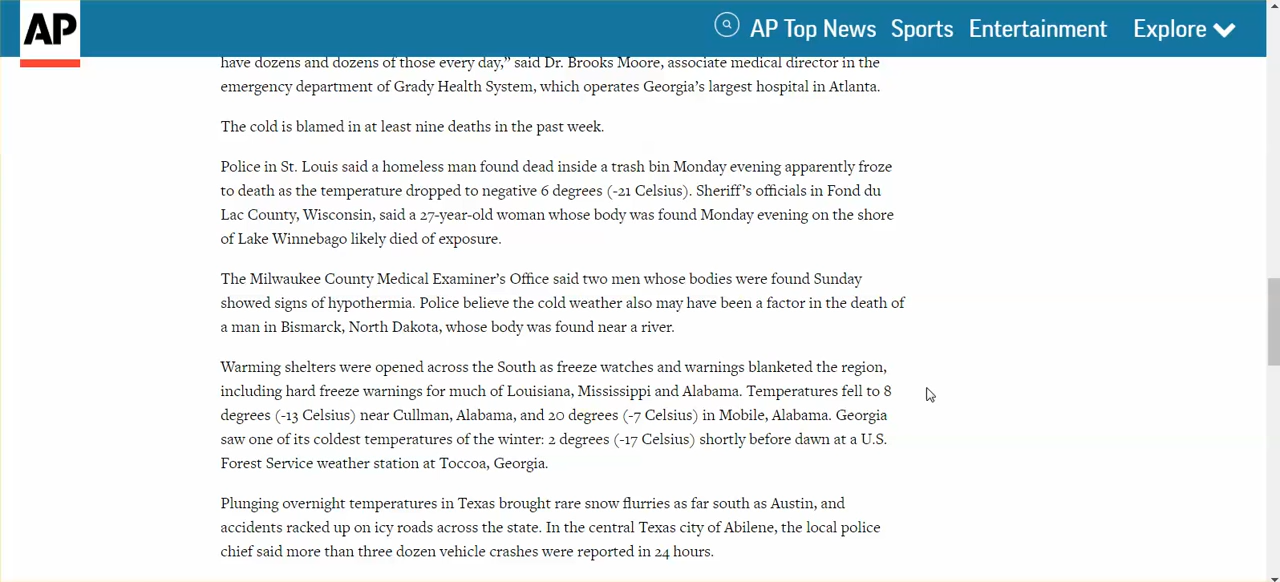 AP
AP Top News Sports Entertainment Explore
have dozens and dozens of those every day,” said Dr. Brooks Moore, associate medical director in the
emergency department of Grady Health System, which operates Georgia’s largest hospital in Atlanta.
The cold is blamed in at least nine deaths in the past week.
Police in St. Louis said a homeless man found dead inside a trash bin Monday evening apparently froze
to death as the temperature dropped to negative 6 degrees (-21 Celsius). Sheriff’s officials in Fond du
Lac County, Wisconsin, said a 27-year-old woman whose body was found Monday evening on the shore
of Lake Winnebago likely died of exposure.
The Milwaukee County Medical Examiner’s Office said two men whose bodies were found Sunday
showed signs of hypothermia. Police believe the cold weather also may have been a factor in the death of
a man in Bismarck, North Dakota, whose body was found near a river.
Warming shelters were opened across the South as freeze watches and warnings blanketed the region,
including hard freeze warnings for much of Louisiana, Mississippi and Alabama. Temperatures fell to 8
degrees (-13 Celsius) near Cullman, Alabama, and 20 degrees (-7 Celsius) in Mobile, Alabama. Georgia
saw one of its coldest temperatures of the winter: 2 degrees (-17 Celsius) shortly before dawn at a U.S.
Forest Service weather station at Toccoa, Georgia.
Plunging overnight temperatures in Texas brought rare snow flurries as far south as Austin, and
accidents racked up on icy roads across the state. In the central Texas city of Abilene, the local police
chief said more than three dozen vehicle crashes were reported in 24 hours.